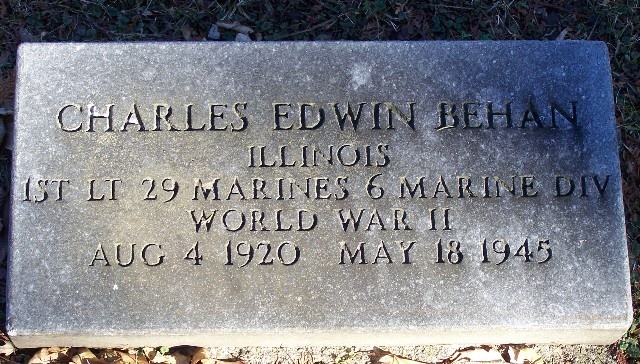 CHARLES EDWIN BEHAN
ILLINOIS
1ST LT 29 MARINES 6 MARINE DIV
WORLD WAR II
AUG 4 1920 MAY 18 1945